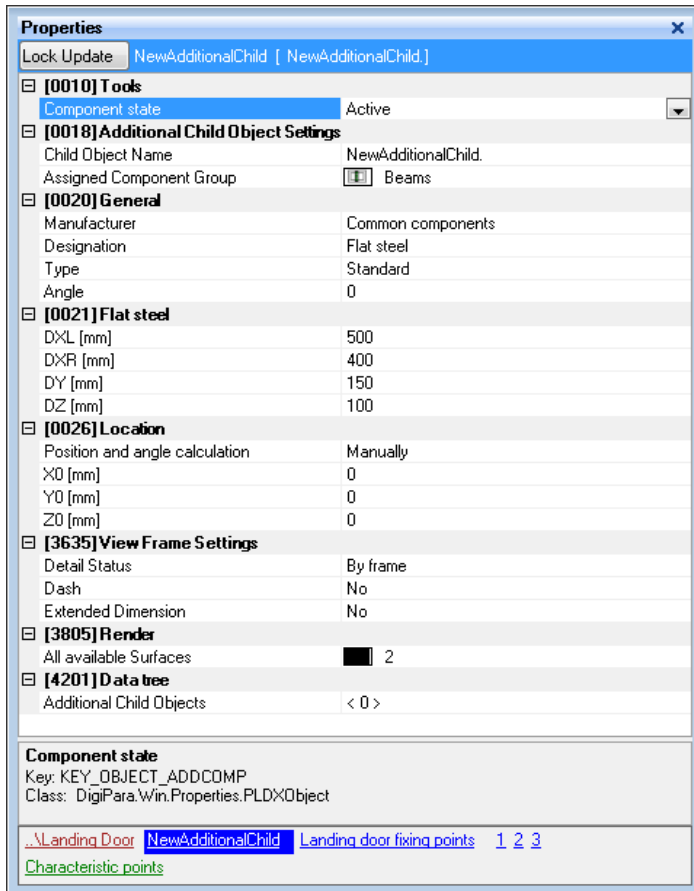 Properties
Lock Update NewAdditionalChild [ NewAdditionalChild.]
[0010] Tools
Component state Active
[0018] Additional Child Object Settings
Child Object Name NewAdditionalChild.
Assigned Component Group Beams
[0020] General
Manufacturer Common components
Designation Flat steel
Type Standard
Angle 0
[0021] Flat steel
DXL [mm] 500
DXR [mm] 400
DY [mm] 150
DZ [mm] 100
[0026] Location
Position and angle calculation Manually
X0 [mm] 0
Y0 [mm] 0
Z0 [mm] 0
[3635] View Frame Settings
Detail Status By frame
Dash No
Extended Dimension No
[3805] Render
All available Surfaces 2
[4201] Data tree
Additional Child Objects < 0 >
Component state
Key: KEY_OBJECT_ADDCOMP
Class: DigiPara.Win.Properties.PLDXObject
..\Landing Door NewAdditionalChild Landing door fixing points 1 2 3
Characteristic points